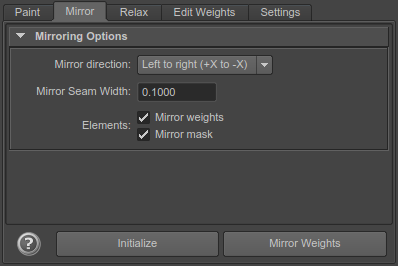 Paint Mirror Relax Edit Weights Settings
Mirroring Options
Mirror direction: Left to right (+X to -X)
Mirror Seam Width: 0.1000
Elements: Mirror weights
Mirror mask
? Initialize Mirror Weights